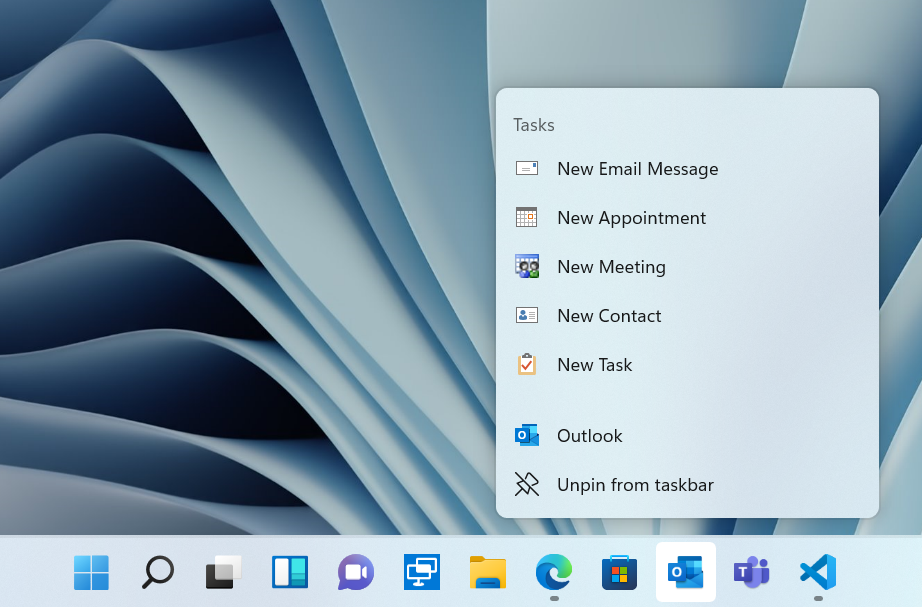 Tasks
New Email Message
New Appointment
New Meeting
New Contact
New Task
Outlook
Unpin from taskbar